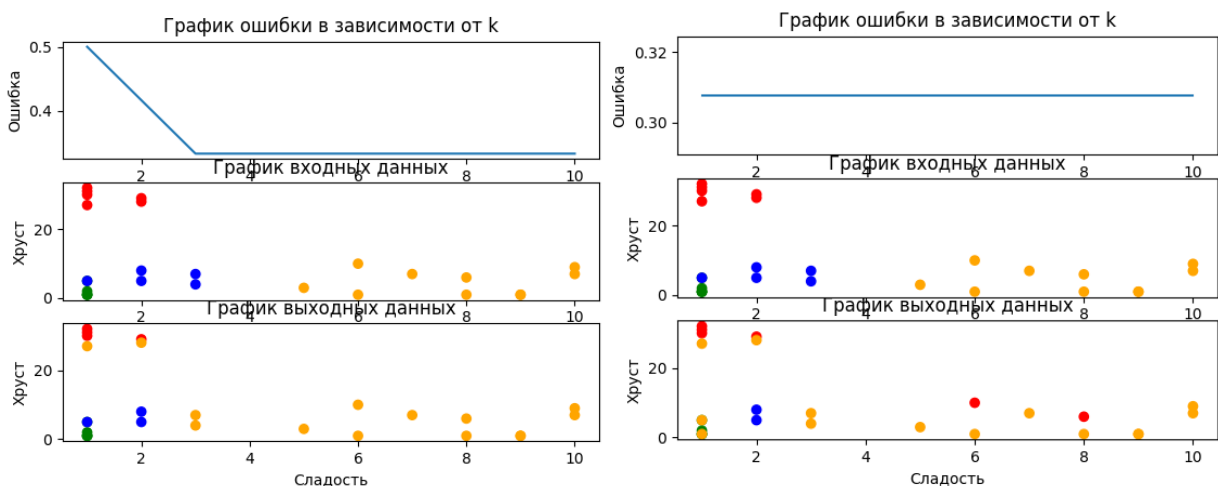 График ошибки в зависимости от k
0.5
0.4
Ошибка
2 4 6 8 10
График входных данных
20
0
Хруст
2 4 6 8 10
График выходных данных
20
0
Хруст
2 4 6 8 10
Сладость
График ошибки в зависимости от k
0.32
0.30
Ошибка
2 4 6 8 10
График входных данных
20
0
Хруст
2 4 6 8 10
График выходных данных
20
0
Хруст
2 4 6 8 10
Сладость